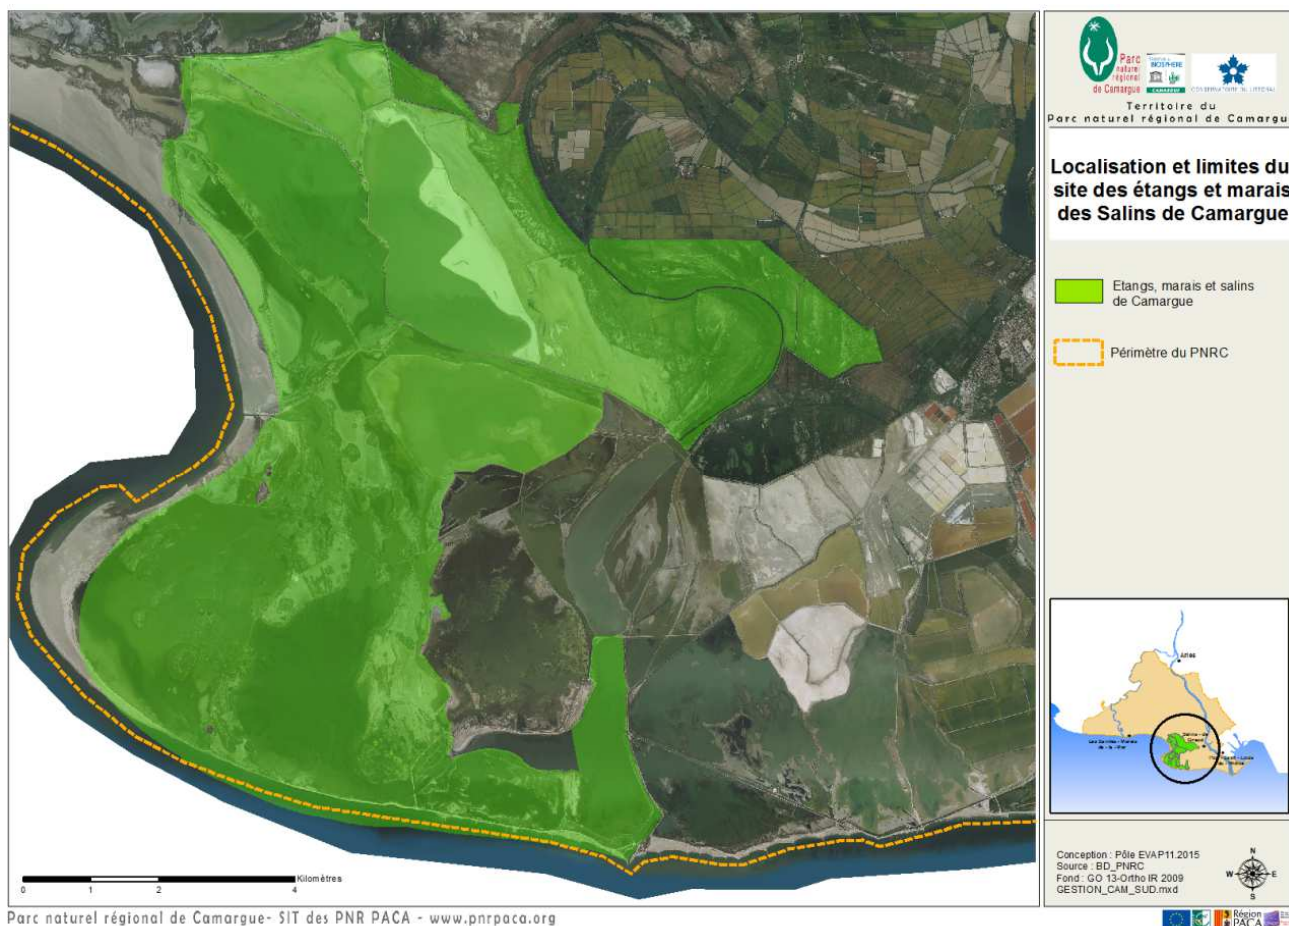 Parc
naturel
régional
de Camargue
BIOSPHERE
CAMARGUE
Territoire du
Parc naturel régional de Camargue
Localisation et limites du
site des étangs et marais
des Salins de Camargue
Etangs, marais et salins
de Camargue
Périmètre du PNRC
Arles
Conception : Pôle EVAP11.2015
Source : BD_PNRC
Fond : GO 13-Ortho IR 2009
GESTION_CAM_SUD.mxd
N
W
E
S
0
1
2
4
Kilomètres
Parc naturel régional de Camargue- SIT des PNR PACA - www.pnrpaca.org
Région
PACA